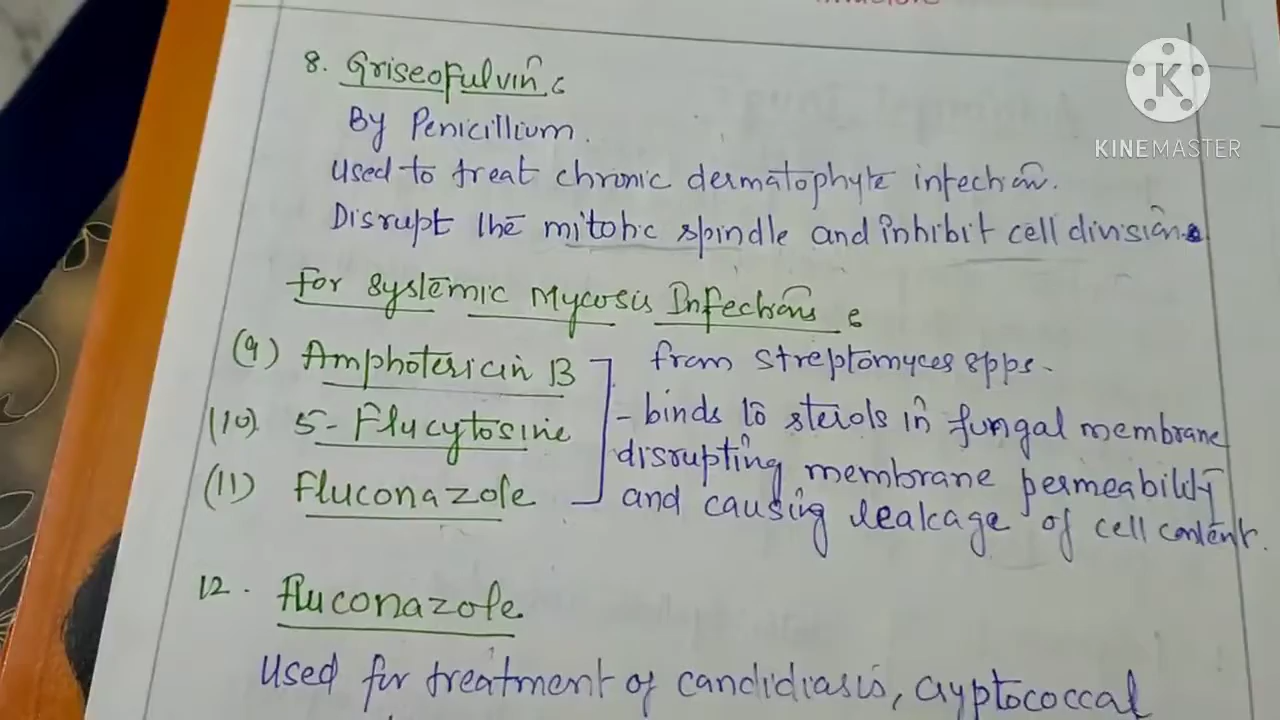 8. Griseofulvin
By Penicillium.
Used to treat chronic dermatophyte infection.
Disrupt the mitotic spindle and inhibit cell division.
For Systemic Mycosis Infections
(9) Amphotericin B
from streptomyces spps.
(10) 5-Flucytosine
- binds to sterols in fungal membrane
disrupting membrane permeability
(11) Fluconazole
and causing leakage of cell content.
12. Fluconazole
Used for treatment of candidiasis, cryptococcal
K
KINEMASTER